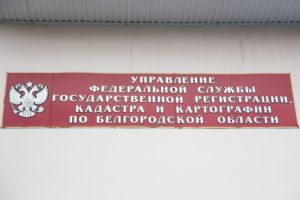 УПРАВЛЕНИЕ
ФЕДЕРАЛЬНОЙ СЛУЖБЫ
ГОСУДАРСТВЕННОЙ РЕГИСТРАЦИИ,
КАДАСТРА И КАРТОГРАФИИ
ПО БЕЛГОРОДСКОЙ ОБЛАСТИ